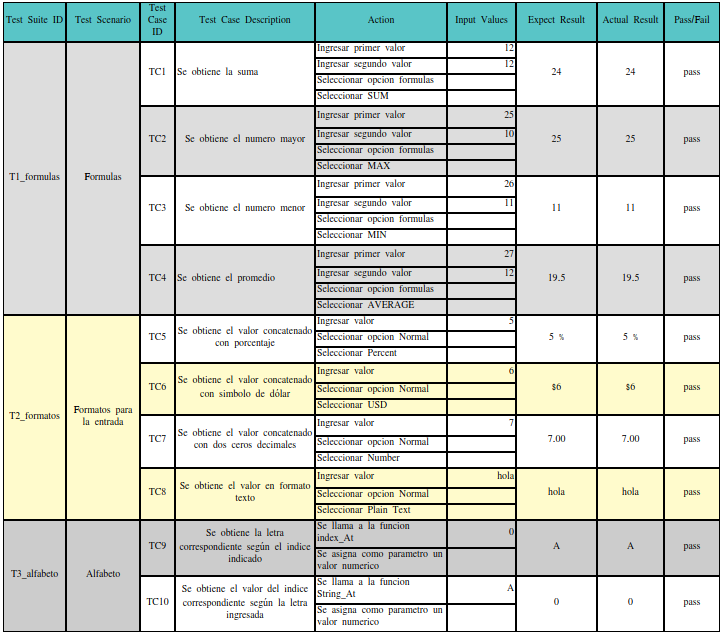 Test Suite ID Test Scenario Test Case ID Test Case Description Action Input Values Expect Result Actual Result Pass/Fail
T1_formulas Formulas
TC1 Se obtiene la suma
Ingresar primer valor 12
Ingresar segundo valor 12
Seleccionar opcion formulas
Seleccionar SUM
24 24 pass
TC2 Se obtiene el numero mayor
Ingresar primer valor 25
Ingresar segundo valor 10
Seleccionar opcion formulas
Seleccionar MAX
25 25 pass
TC3 Se obtiene el numero menor
Ingresar primer valor 26
Ingresar segundo valor 11
Seleccionar opcion formulas
Seleccionar MIN
11 11 pass
TC4 Se obtiene el promedio
Ingresar primer valor 27
Ingresar segundo valor 12
Seleccionar opcion formulas
Seleccionar AVERAGE
19.5 19.5 pass
T2_formatos Formatos para
la entrada
TC5 Se obtiene el valor concatenado
con porcentaje
Ingresar valor 5
Seleccionar opcion Normal
Seleccionar Percent
5 % 5 % pass
TC6 Se obtiene el valor concatenado
con simbolo de dólar
Ingresar valor 6
Seleccionar opcion Normal
Seleccionar USD
$6 $6 pass
TC7 Se obtiene el valor concatenado
con dos ceros decimales
Ingresar valor 7
Seleccionar opcion Normal
Seleccionar Number
7.00 7.00 pass
TC8 Se obtiene el valor en formato
texto
Ingresar valor hola
Seleccionar opcion Normal
Seleccionar Plain Text
hola hola pass
T3_alfabeto Alfabeto
TC9 Se obtiene la letra
correspondiente según el indice
indicado
Se llama a la funcion
index_At 0
Se asigna como parametro un
valor numerico
A A pass
TC10 Se obtiene el valor del indice
correspondiente según la letra
ingresada
Se llama a la funcion
String_At A
Se asigna como parametro un
valor numerico
0 0 pass